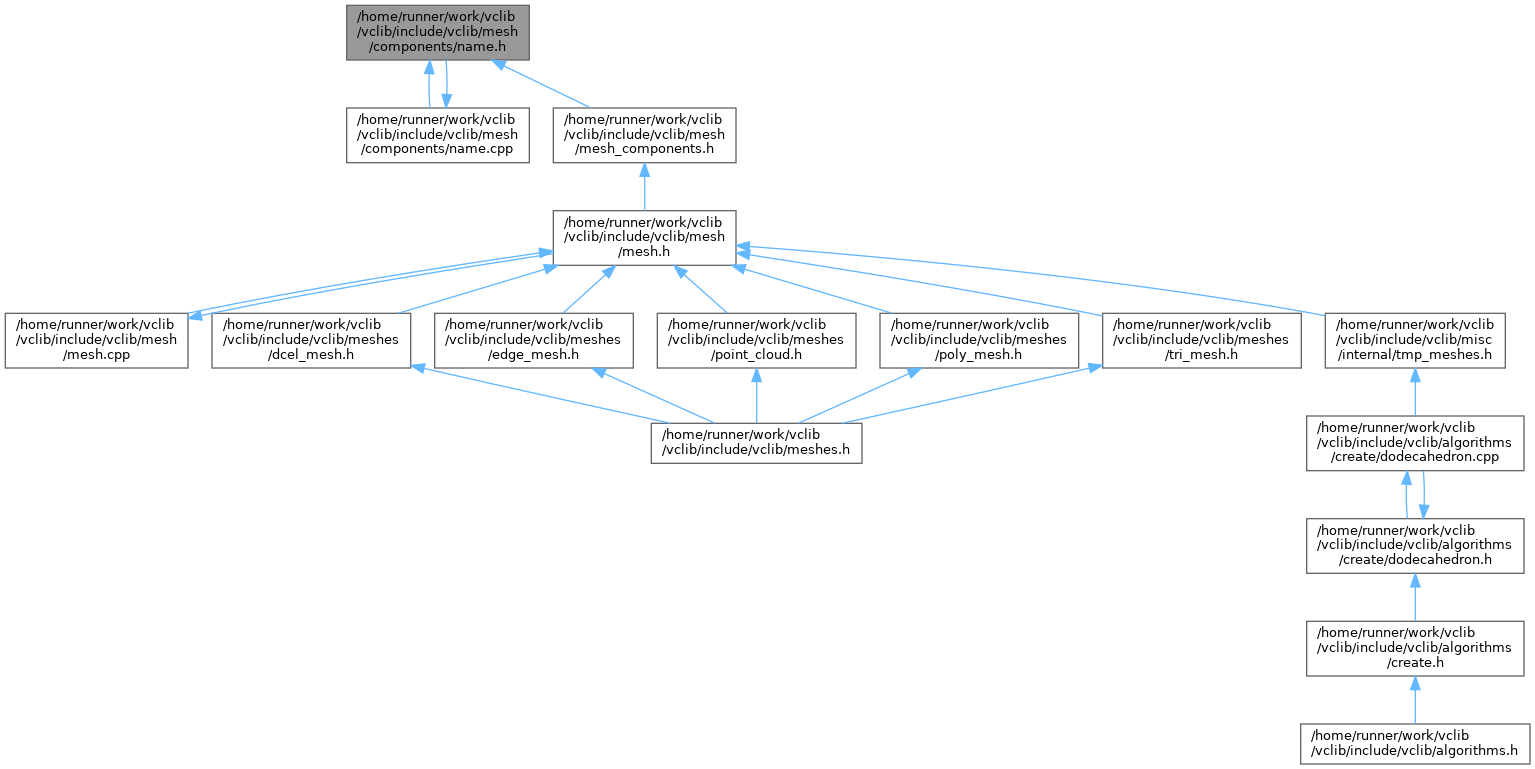 /home/runner/work/vclib
/vclib/include/vclib/mesh
/components/name.h
/home/runner/work/vclib
/vclib/include/vclib/mesh
/components/name.cpp
/home/runner/work/vclib
/vclib/include/vclib/mesh
/mesh_components.h
/home/runner/work/vclib
/vclib/include/vclib/mesh
/mesh.h
/home/runner/work/vclib
/vclib/include/vclib/mesh
/mesh.cpp
/home/runner/work/vclib
/vclib/include/vclib/meshes
/dcel_mesh.h
/home/runner/work/vclib
/vclib/include/vclib/meshes
/edge_mesh.h
/home/runner/work/vclib
/vclib/include/vclib/meshes
/point_cloud.h
/home/runner/work/vclib
/vclib/include/vclib/meshes
/poly_mesh.h
/home/runner/work/vclib
/vclib/include/vclib/meshes
/tri_mesh.h
/home/runner/work/vclib
/vclib/include/vclib/misc
/internal/tmp_meshes.h
/home/runner/work/vclib
/vclib/include/vclib/meshes.h
/home/runner/work/vclib
/vclib/include/vclib/algorithms
/create/dodecahedron.cpp
/home/runner/work/vclib
/vclib/include/vclib/algorithms
/create/dodecahedron.h
/home/runner/work/vclib
/vclib/include/vclib/algorithms
/create.h
/home/runner/work/vclib
/vclib/include/vclib/algorithms.h